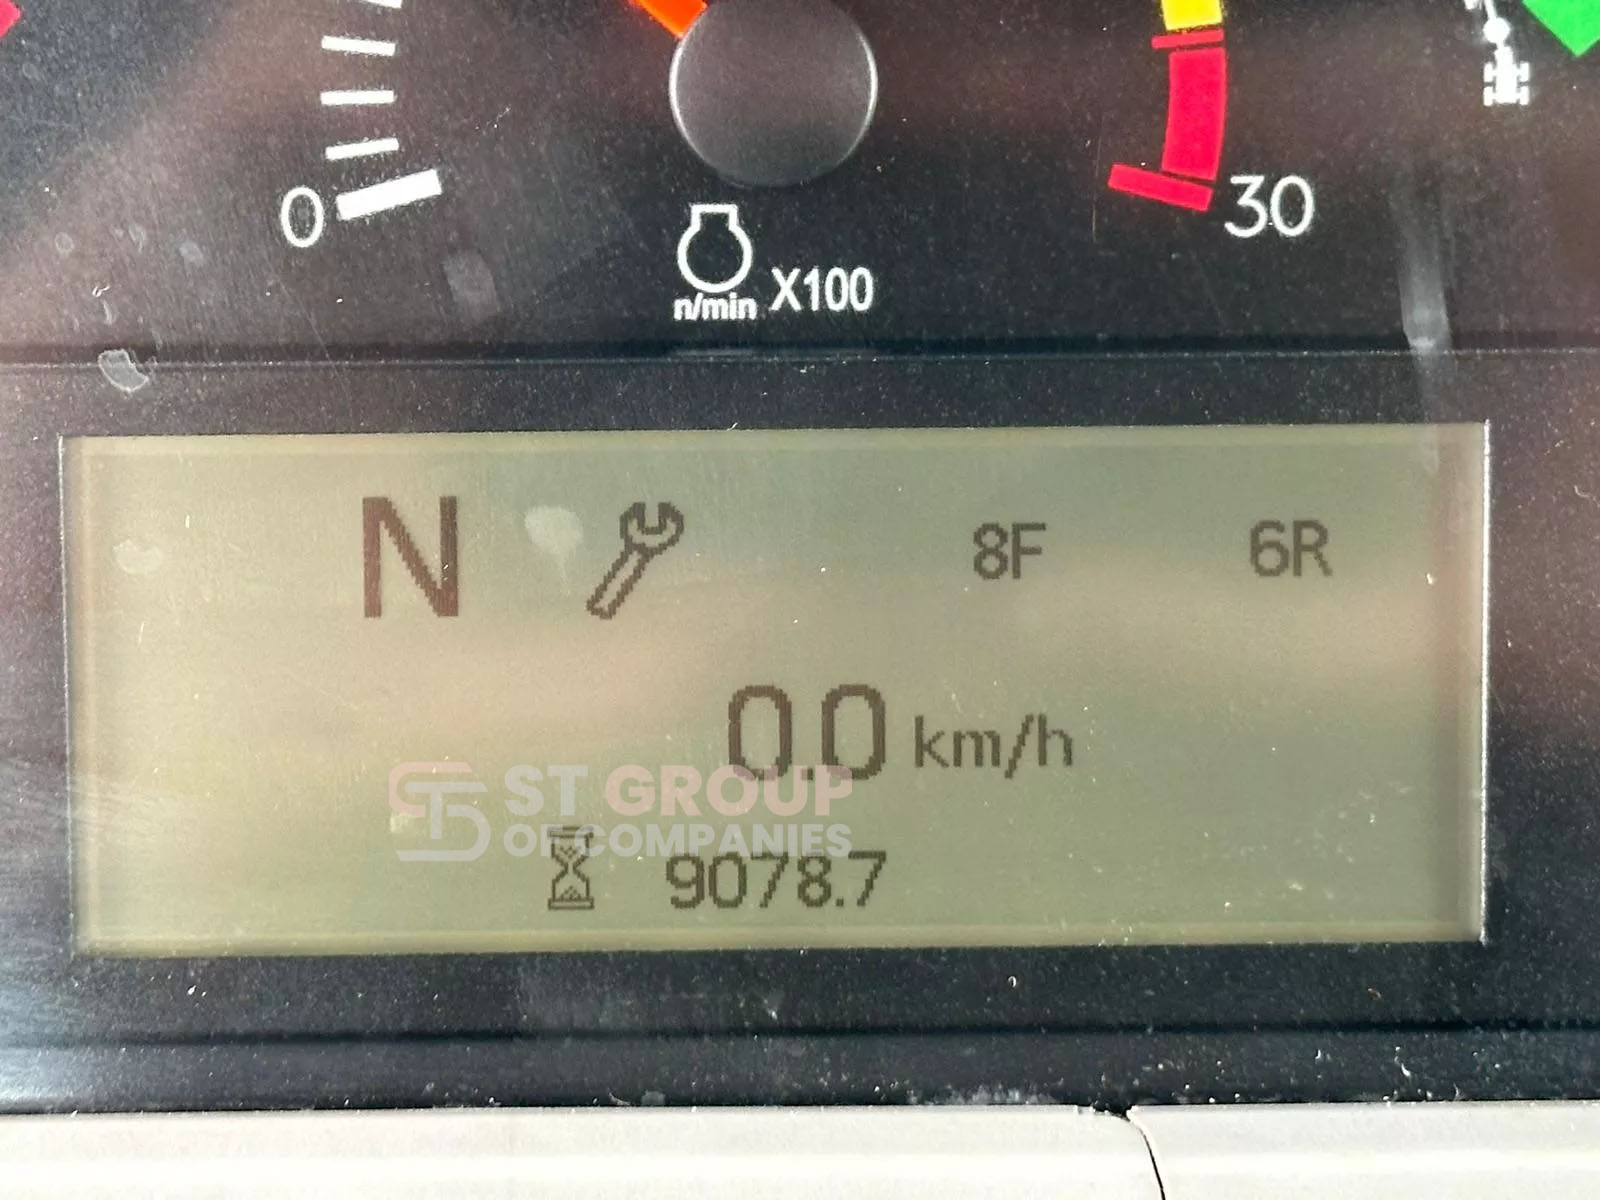 0
30
n/min X100
N 8F 6R
0.0 km/h
ST GROUP
OF COMPANIES
9078.7